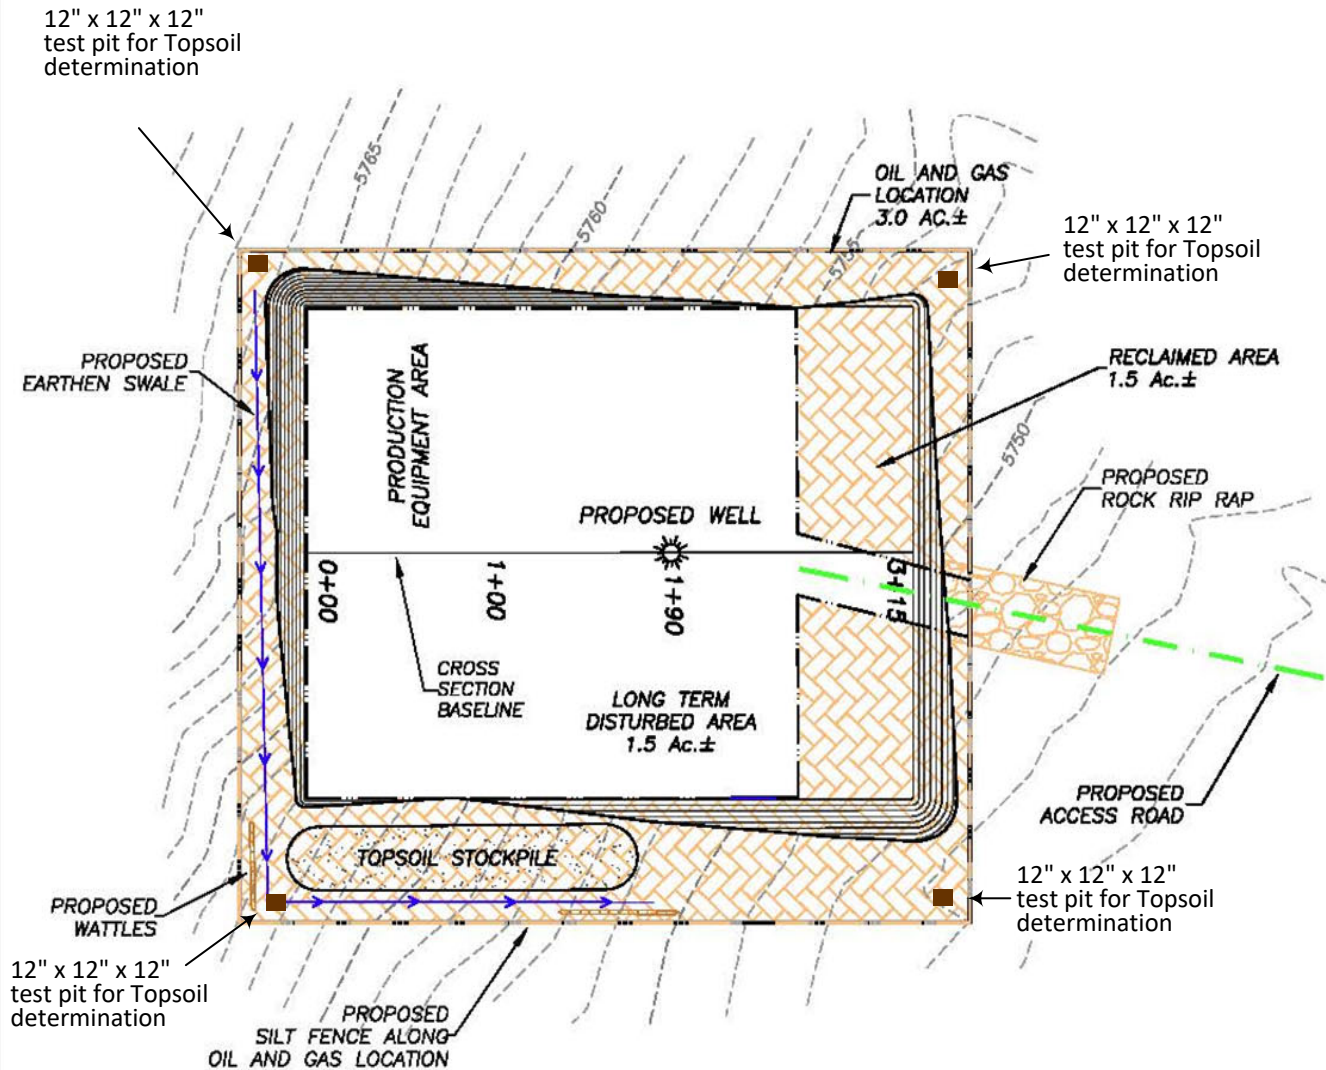 12" x 12" x 12"
test pit for Topsoil
determination
5765
5760
5755
OIL AND GAS
LOCATION
3.0 AC.±
12" x 12" x 12"
test pit for Topsoil
determination
PROPOSED
EARTHEN SWALE
PRODUCTION
EQUIPMENT AREA
RECLAIMED AREA
1.5 Ac.±
5750
PROPOSED
ROCK RIP RAP
PROPOSED WELL
0+00
1+00
1+90
3+15
CROSS
SECTION
BASELINE
LONG TERM
DISTURBED AREA
1.5 Ac.±
PROPOSED
ACCESS ROAD
TOPSOIL STOCKPILE
PROPOSED
WATTLES
12" x 12" x 12"
test pit for Topsoil
determination
12" x 12" x 12"
test pit for Topsoil
determination
PROPOSED
SILT FENCE ALONG
OIL AND GAS LOCATION